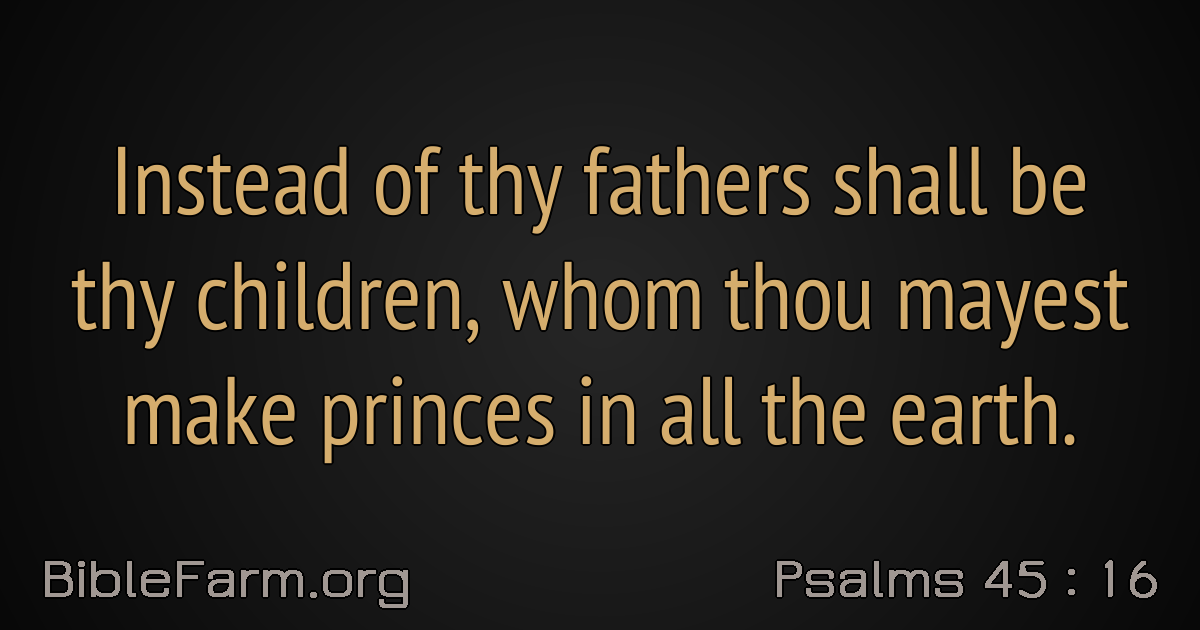 Instead of thy fathers shall be
thy children, whom thou mayest
make princes in all the earth.
BibleFarm.org
Psalms 45 : 16